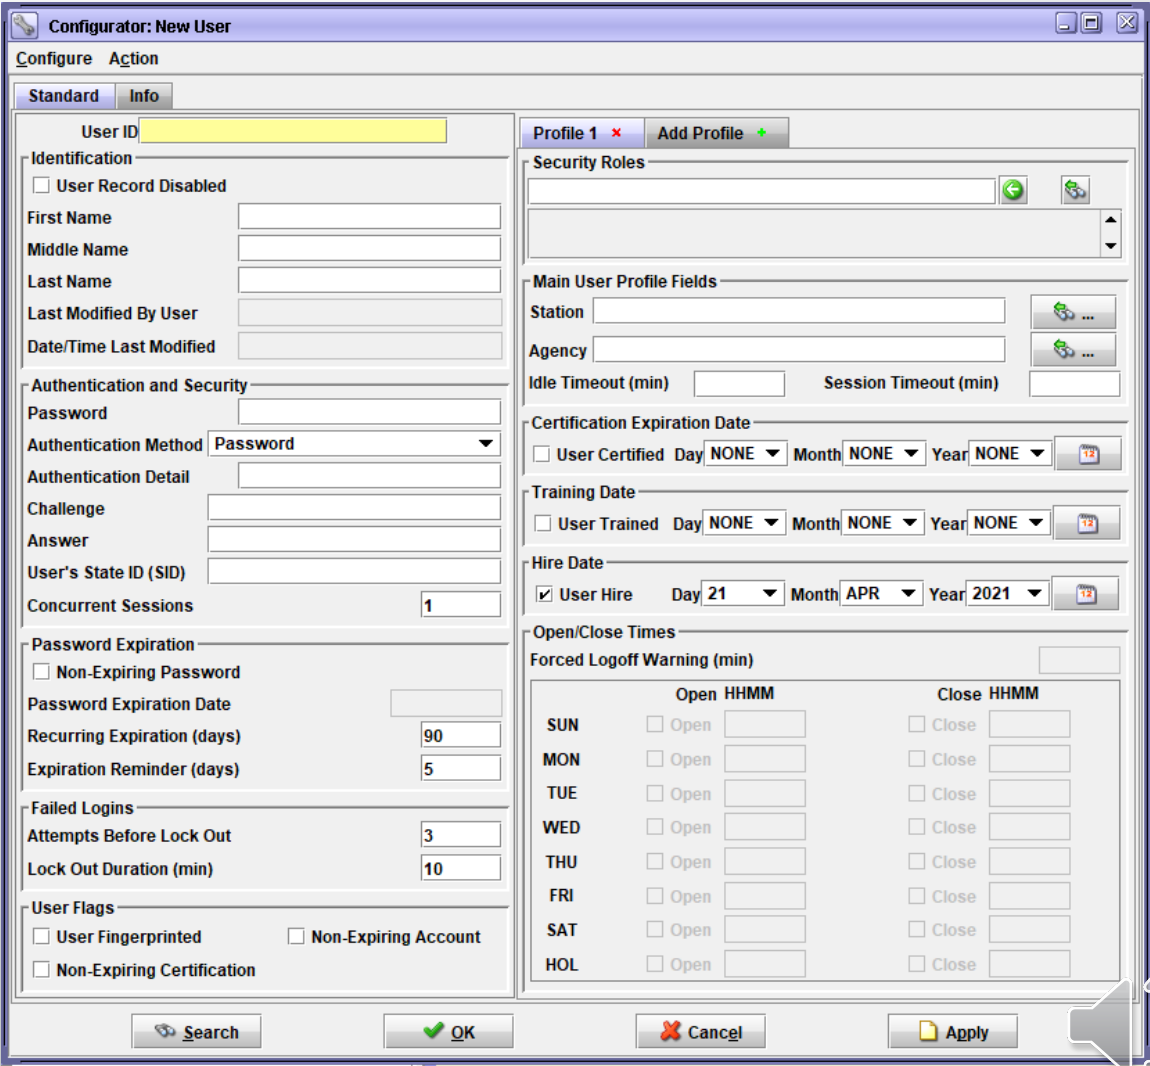 Configurator: New User
Configure Action
Standard Info
User ID
Identification
User Record Disabled
First Name
Middle Name
Last Name
Last Modified By User
Date/Time Last Modified
Authentication and Security
Password
Authentication Method Password
Authentication Detail
Challenge
Answer
User's State ID (SID)
Concurrent Sessions 1
Password Expiration
Non-Expiring Password
Password Expiration Date
Recurring Expiration (days) 90
Expiration Reminder (days) 5
Failed Logins
Attempts Before Lock Out 3
Lock Out Duration (min) 10
User Flags
User Fingerprinted Non-Expiring Account
Non-Expiring Certification
Profile 1 Add Profile
Security Roles
Main User Profile Fields
Station ...
Agency ...
Idle Timeout (min) Session Timeout (min)
Certification Expiration Date
User Certified Day NONE Month NONE Year NONE 12
Training Date
User Trained Day NONE Month NONE Year NONE 12
Hire Date
User Hire Day 21 Month APR Year 2021 12
Open/Close Times
Forced Logoff Warning (min)
Open HHMM Close HHMM
SUN Open Close
MON Open Close
TUE Open Close
WED Open Close
THU Open Close
FRI Open Close
SAT Open Close
HOL Open Close
Search OK Cancel Apply